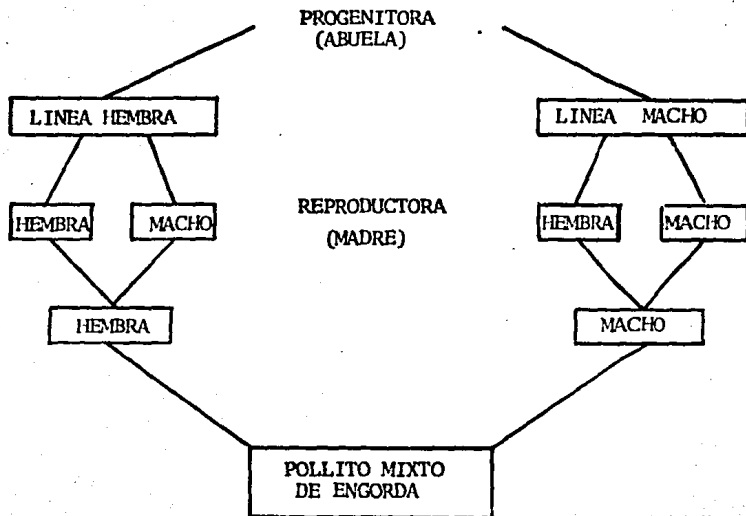 PROGENITORA
(ABUELA)
LINEA HEMBRA
LINEA MACHO
HEMBRA
MACHO
REPRODUCTORA
(MADRE)
HEMBRA
MACHO
HEMBRA
MACHO
POLLITO MIXTO
DE ENGORDA